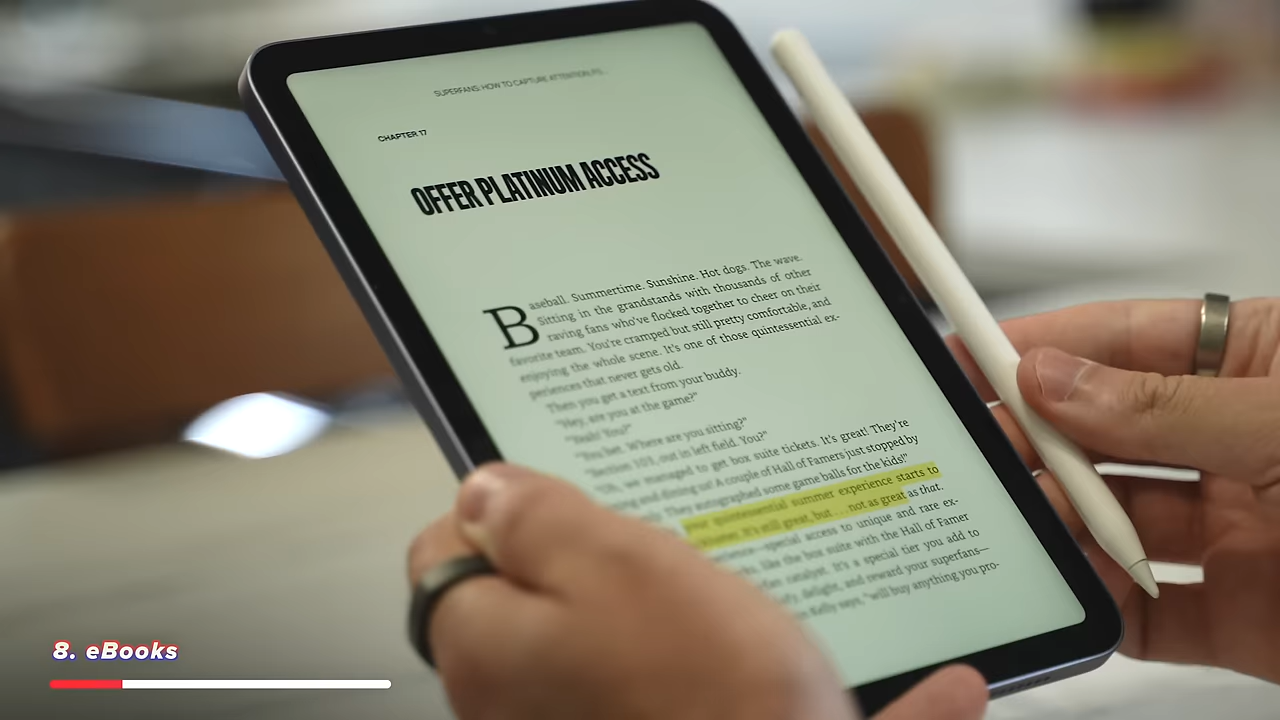 SUPERFANS: HOW TO CAPTURE ATTENTION
CHAPTER 17
OFFER PLATINUM ACCESS
Baseball. Summertime. Sunshine. Hot dogs. The wave.
Sitting in the grandstands with thousands of other
raving fans who've flocked together to cheer on their
favorite team. You're cramped but still pretty comfortable, and
enjoying the whole scene. It's one of those quintessential ex-
periences that never gets old.
Then you get a text from your buddy.
"Hey, are you at the game?"
"Yeah! You?"
"You bet. Where are you sitting?"
"Section 103, out in left field. You?"
"Uh, we managed to get box suite tickets. It's great! They're
and dining us! A couple of Hall of Famers just stopped by
They autographed some game balls for the kids!"
your quintessential summer experience starts to
It's still great, but . . . not as great as that.
special access to unique and rare ex-
like the box suite with the Hall of Famer
catalyst. It's a special tier you add to
delight, and reward your superfans—
Kelly says, "will buy anything you pro-
8. eBooks